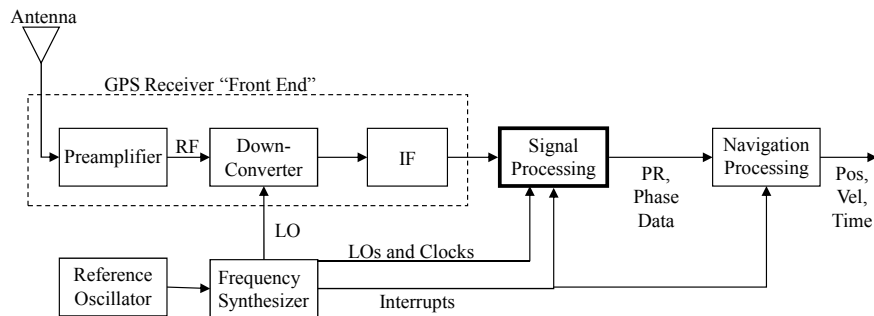 Antenna
GPS Receiver “Front End”
Preamplifier
RF
Down-
Converter
IF
Signal
Processing
PR,
Phase
Data
Navigation
Processing
Pos,
Vel,
Time
LO
LOs and Clocks
Reference
Oscillator
Frequency
Synthesizer
Interrupts